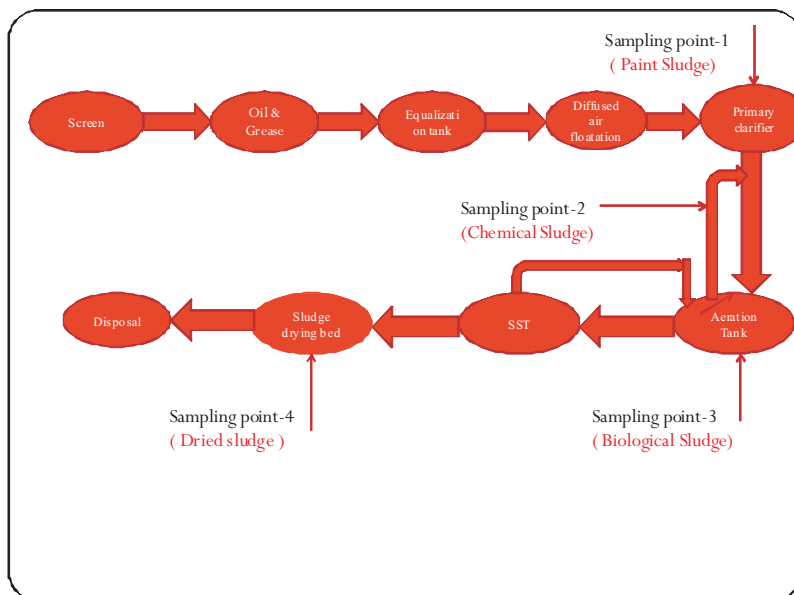 Sampling point-1
( Paint Sludge)
Screen
Oil &
Grease
Equalizati
on tank
Diffused
air
floatation
Primary
clarifier
Sampling point-2
(Chemical Sludge)
Disposal
Sludge
drying bed
SST
Aeration
Tank
Sampling point-4
( Dried sludge )
Sampling point-3
( Biological Sludge)